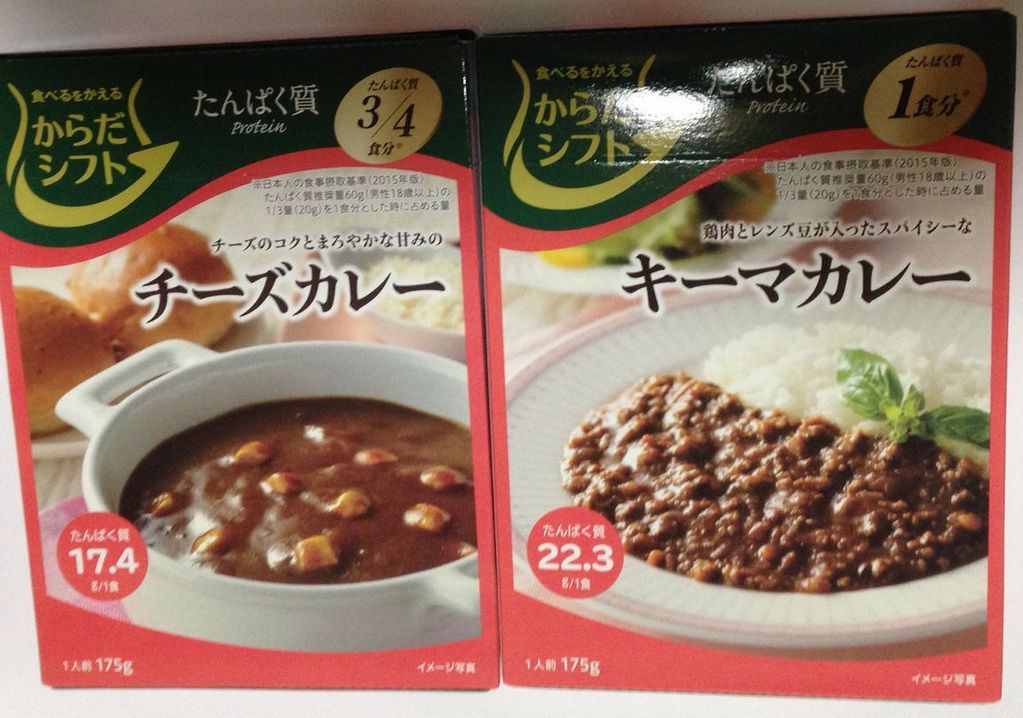 食べるをかえる
からだ
シフト
たんぱく質
Protein
たんぱく質
3/4
食分※
※日本人の食事摂取基準(2015年版)
たんぱく質推奨量60g(男性18歳以上)の
1/3量(20g)を1食分とした時に占める量
チーズのコクとまろやかな甘みの
チーズカレー
たんぱく質
17.4
g/1食
1人前 175g
イメージ写真
食べるをかえる
からだ
シフト
たんぱく質
Protein
たんぱく質
1食分※
※日本人の食事摂取基準(2015年版)
たんぱく質推奨量60g(男性18歳以上)の
1/3量(20g)を1食分とした時に占める量
鶏肉とレンズ豆が入ったスパイシーな
キーマカレー
たんぱく質
22.3
g/1食
1人前 175g
イメージ写真